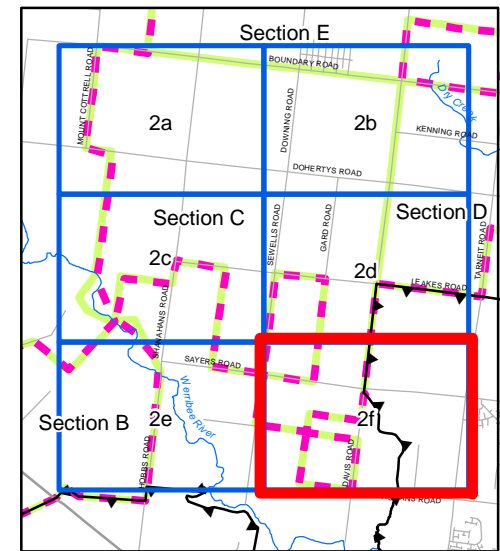 Section E
BOUNDARY ROAD
MOUNT COTTRELL ROAD
Dry Creek
2a
DOWNING ROAD
2b
KENNING ROAD
DOHERTYS ROAD
Section C
SEWELLS ROAD
GARD ROAD
Section D
2c
TARNEIT ROAD
2d
LEAKES ROAD
SHANAHANS ROAD
SAYERS ROAD
Werribee River
Section B
2e
2f
HOBBS ROAD
DAVIS ROAD
ROAD